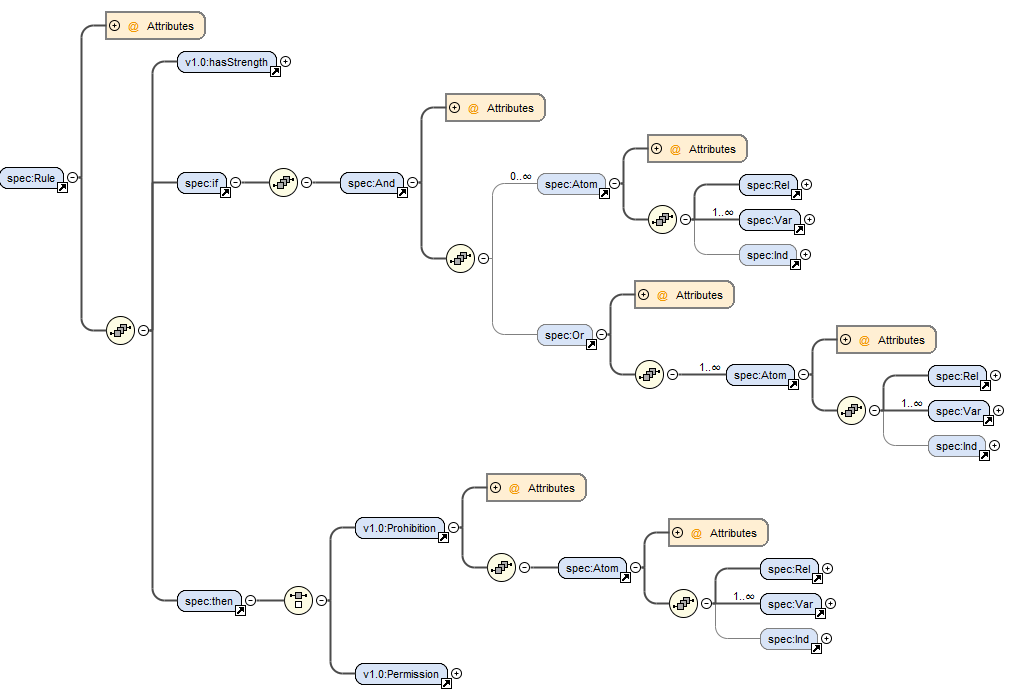 @ Attributes
v1.0:hasStrength
@ Attributes
@ Attributes
spec:Rule
spec:if
spec:And
0..∞
spec:Atom
spec:Rel
1..∞
spec:Var
spec:Ind
@ Attributes
spec:Or
@ Attributes
1..∞
spec:Atom
spec:Rel
1..∞
spec:Var
spec:Ind
@ Attributes
v1.0:Prohibition
@ Attributes
spec:Atom
spec:Rel
1..∞
spec:Var
spec:Ind
spec:then
v1.0:Permission